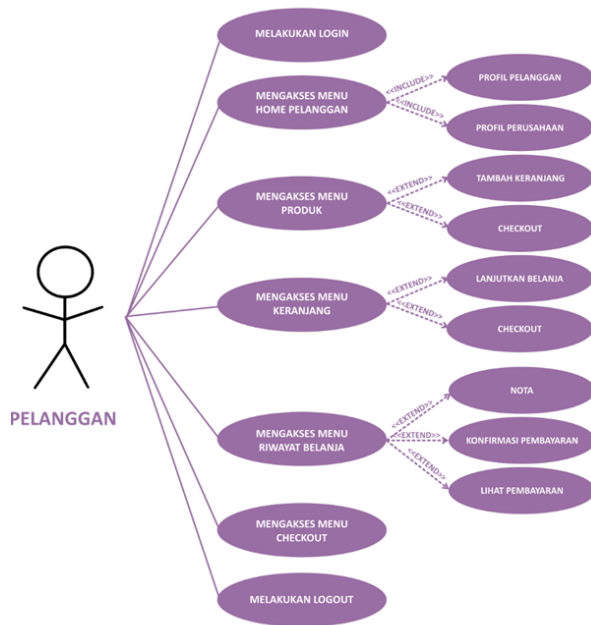 MELAKUKAN LOGIN
MENGAKSES MENU
HOME PELANGGAN
<<INCLUDE>>
PROFIL PELANGGAN
<<INCLUDE>>
PROFIL PERUSAHAAN
MENGAKSES MENU
PRODUK
<<EXTEND>>
TAMBAH KERANJANG
<<EXTEND>>
CHECKOUT
MENGAKSES MENU
KERANJANG
<<EXTEND>>
LANJUTKAN BELANJA
<<EXTEND>>
CHECKOUT
PELANGGAN
MENGAKSES MENU
RIWAYAT BELANJA
<<EXTEND>>
NOTA
<<EXTEND>>
KONFIRMASI PEMBAYARAN
<<EXTEND>>
LIHAT PEMBAYARAN
MENGAKSES MENU
CHECKOUT
MELAKUKAN LOGOUT